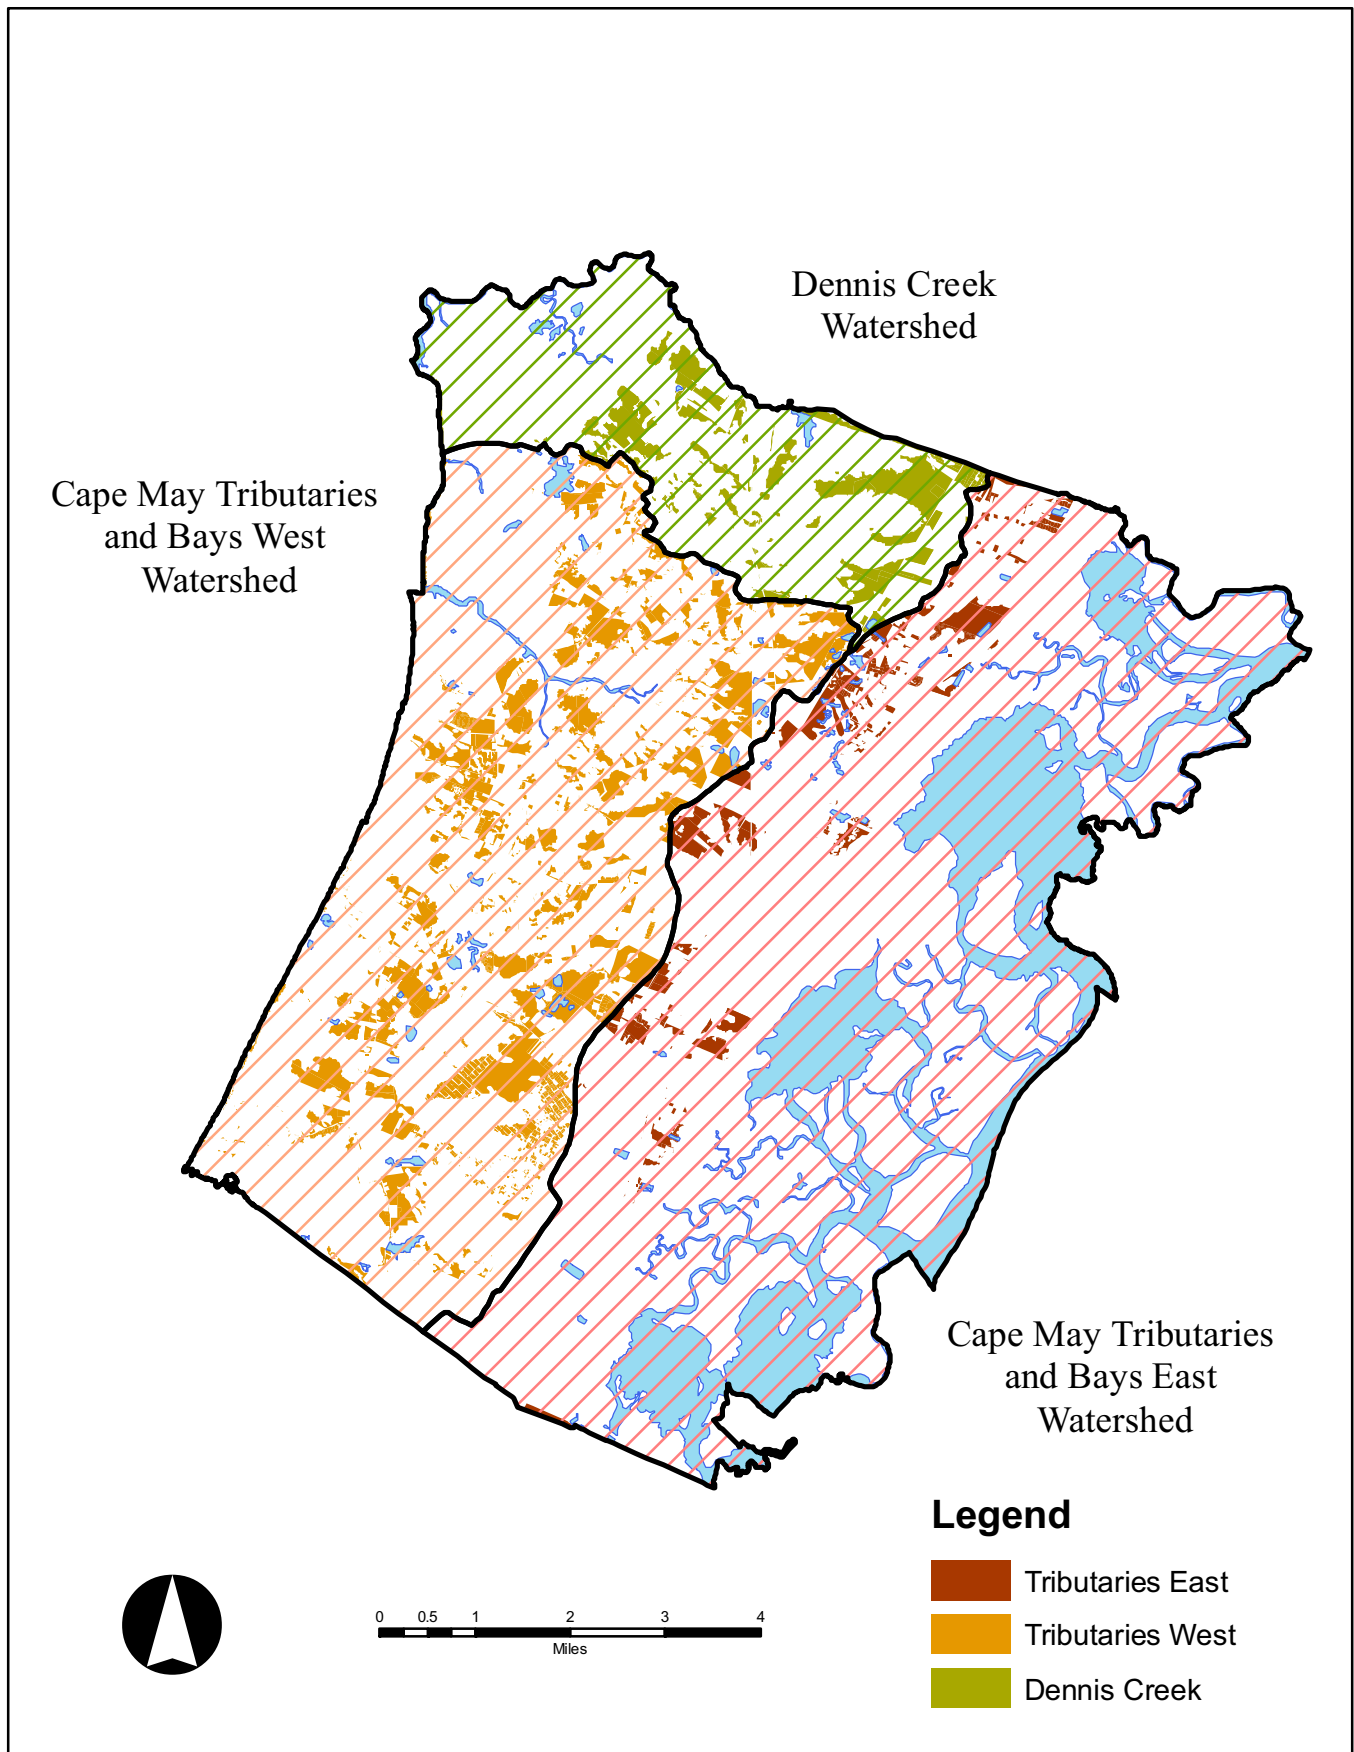 Dennis Creek
Watershed
Cape May Tributaries
and Bays West
Watershed
Cape May Tributaries
and Bays East
Watershed
Legend
Tributaries East
Tributaries West
Dennis Creek
0 0.5 1 2 3 4
Miles